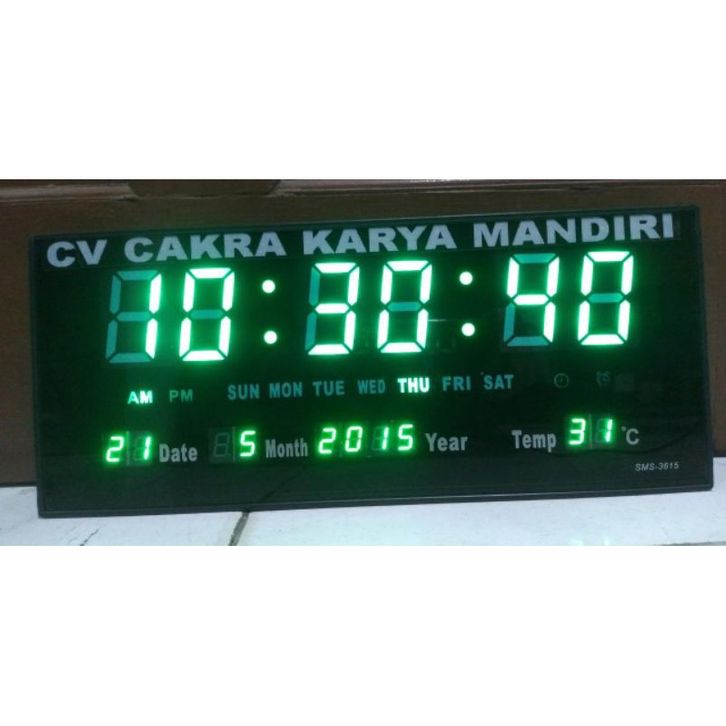 CV CAKRA KARYA MANDIRI
10:30:40
AM PM SUN MON TUE WED THU FRI SAT
21 Date 5 Month 2015 Year Temp 31 °C
SMS-3615